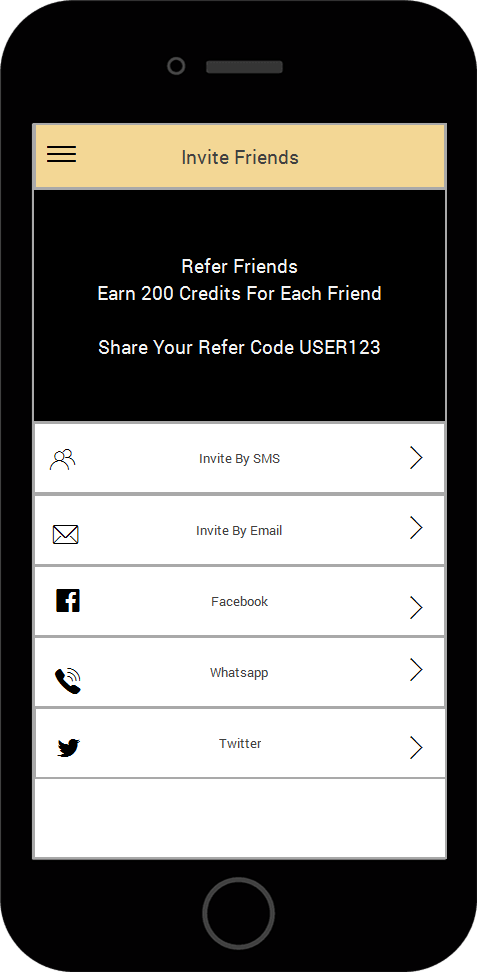 Invite Friends
Refer Friends
Earn 200 Credits For Each Friend
Share Your Refer Code USER123
Invite By SMS
Invite By Email
Facebook
Whatsapp
Twitter